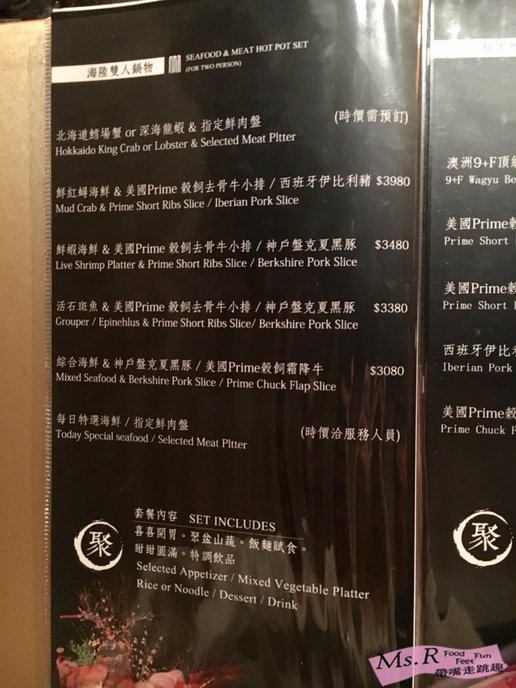 海陸雙人鍋物
SEAFOOD & MEAT HOT POT SET
(FOR TWO PERSON)
北海道鱈場蟹 or 深海龍蝦 & 指定鮮肉盤 (時價需預訂)
Hokkaido King Crab or Lobster & Selected Meat Pltter
鮮紅蟳海鮮 & 美國Prime 穀飼去骨牛小排 / 西班牙伊比利豬 $3980
Mud Crab & Prime Short Ribs Slice / Iberian Pork Slice
鮮蝦海鮮 & 美國Prime 穀飼去骨牛小排 / 神戶盤克夏黑豚 $3480
Live Shrimp Platter & Prime Short Ribs Slice / Berkshire Pork Slice
活石斑魚 & 美國Prime 穀飼去骨牛小排 / 神戶盤克夏黑豚 $3380
Grouper / Epinehlus & Prime Short Ribs Slice/ Berkshire Pork Slice
綜合海鮮 & 神戶盤克夏黑豚 / 美國Prime穀飼霜降牛 $3080
Mixed Seafood & Berkshire Pork Slice / Prime Chuck Flap Slice
每日特選海鮮 / 指定鮮肉盤 (時價洽服務人員)
Today Special seafood / Selected Meat Pltter
聚
套餐內容 SET INCLUDES
喜喜開胃。聚盆山蔬。飯麵賦食。
甜甜圓滿。特調飲品
Selected Appetizer / Mixed Vegetable Platter
Rice or Noodle / Dessert / Drink
澳洲9+F頂
9+F Wagyu Be
美國Prime
Prime Short
美國Prime
Prime Short
西班牙伊比
Iberian Pork
美國Prime
Prime Chuck F
聚
Ms.R Food Feet Fun
帶嘴走跳趣